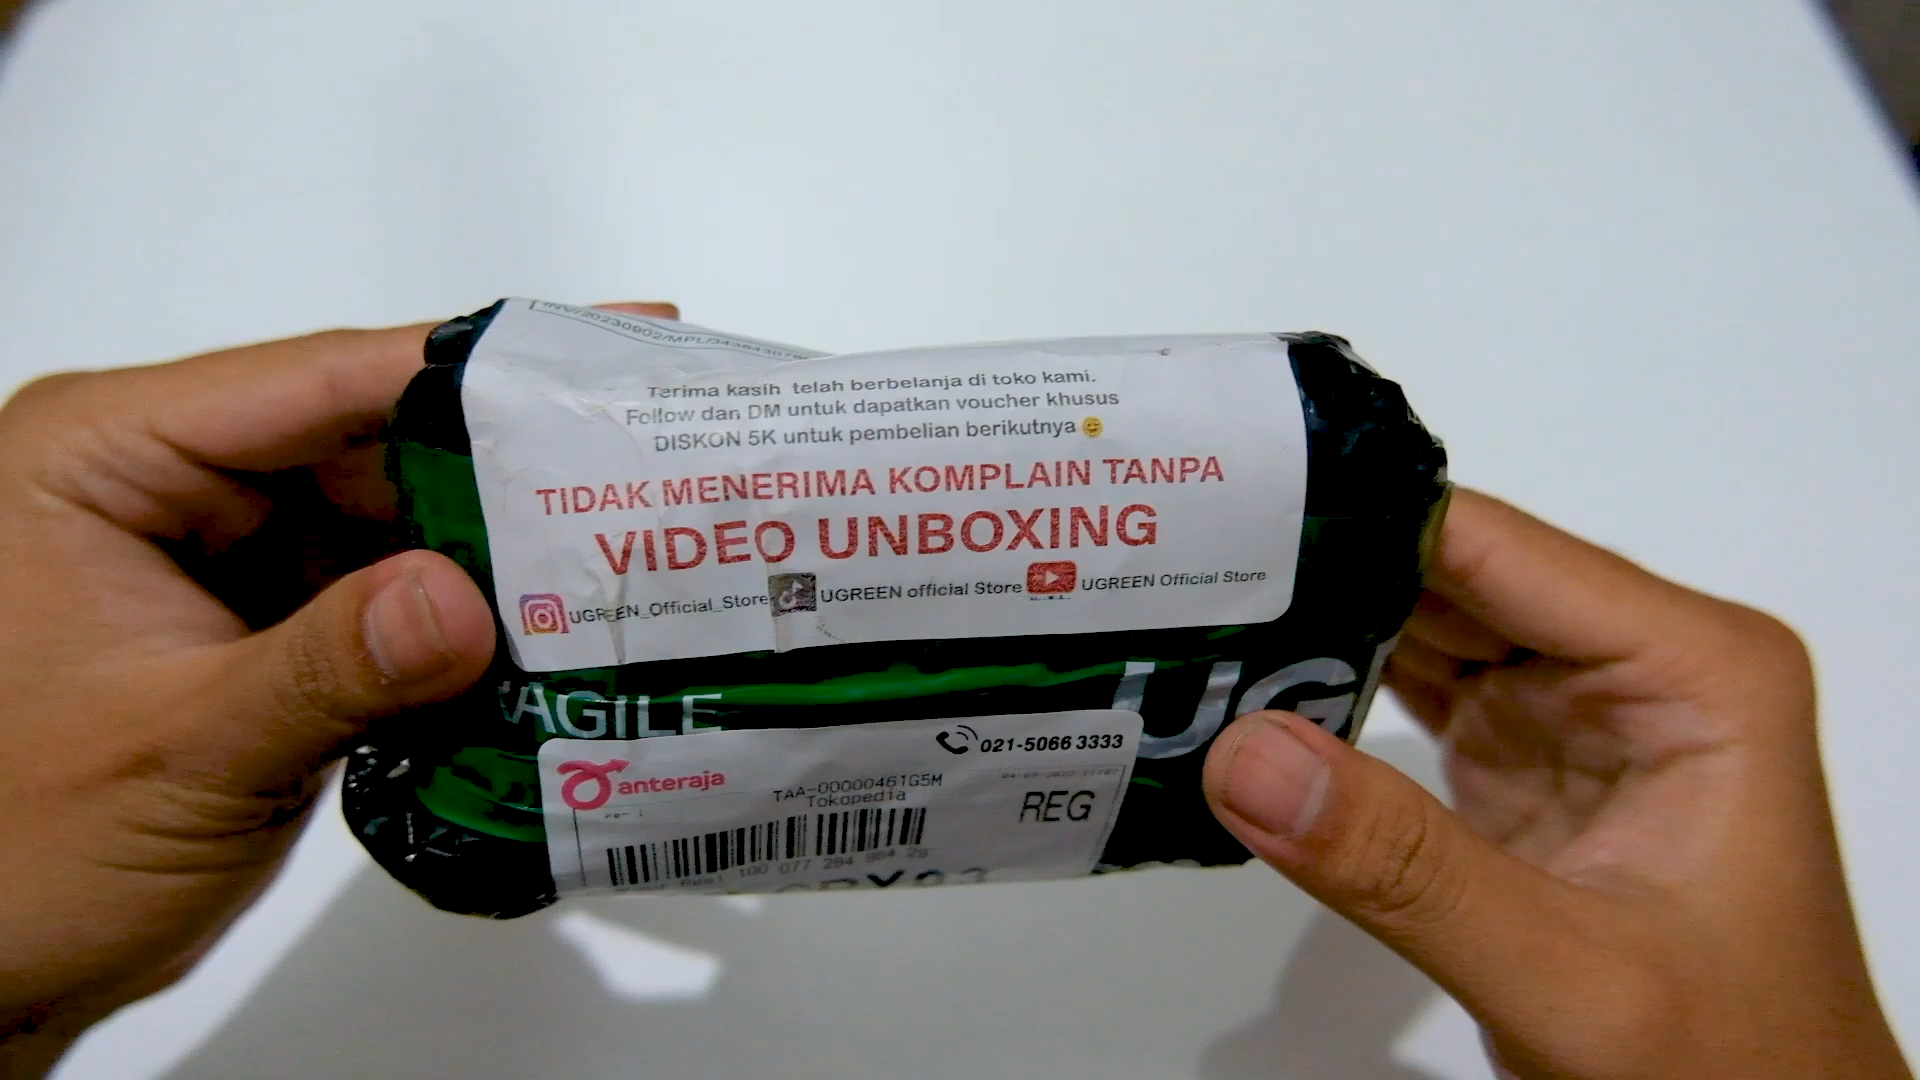 Terima kasih telah berbelanja di toko kami.
Follow dan DM untuk dapatkan voucher khusus
DISKON 5K untuk pembelian berikutnya 😄
TIDAK MENERIMA KOMPLAIN TANPA
VIDEO UNBOXING
UGREEN_Official_Store UGREEN official Store UGREEN Official Store
AGILE
UG
021-5066 3333
anteraja
TAA-00000461G5M
Tokopedia
REG